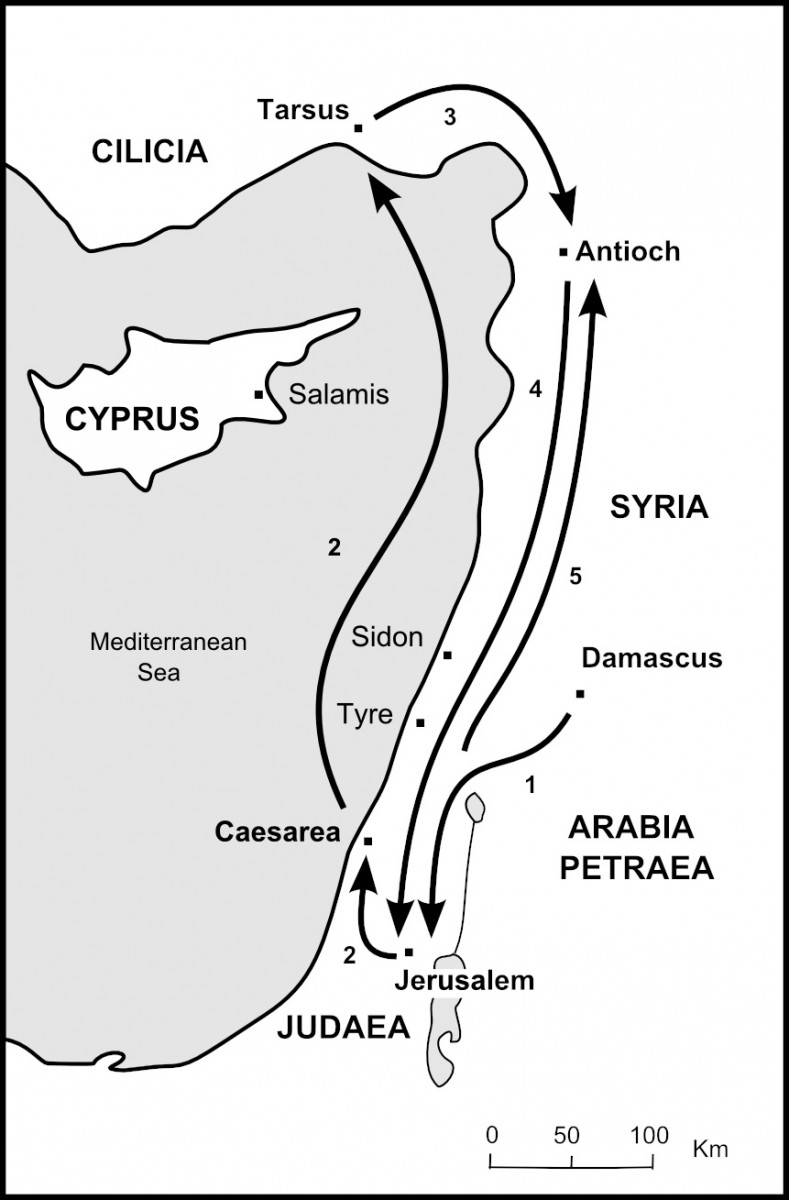 Tarsus
3
CILICIA
Antioch
4
Salamis
CYPRUS
SYRIA
2
5
Sidon
Mediterranean
Sea
Damascus
Tyre
1
Caesarea
ARABIA
PETRAEA
2
Jerusalem
JUDAEA
0 50 100
Km